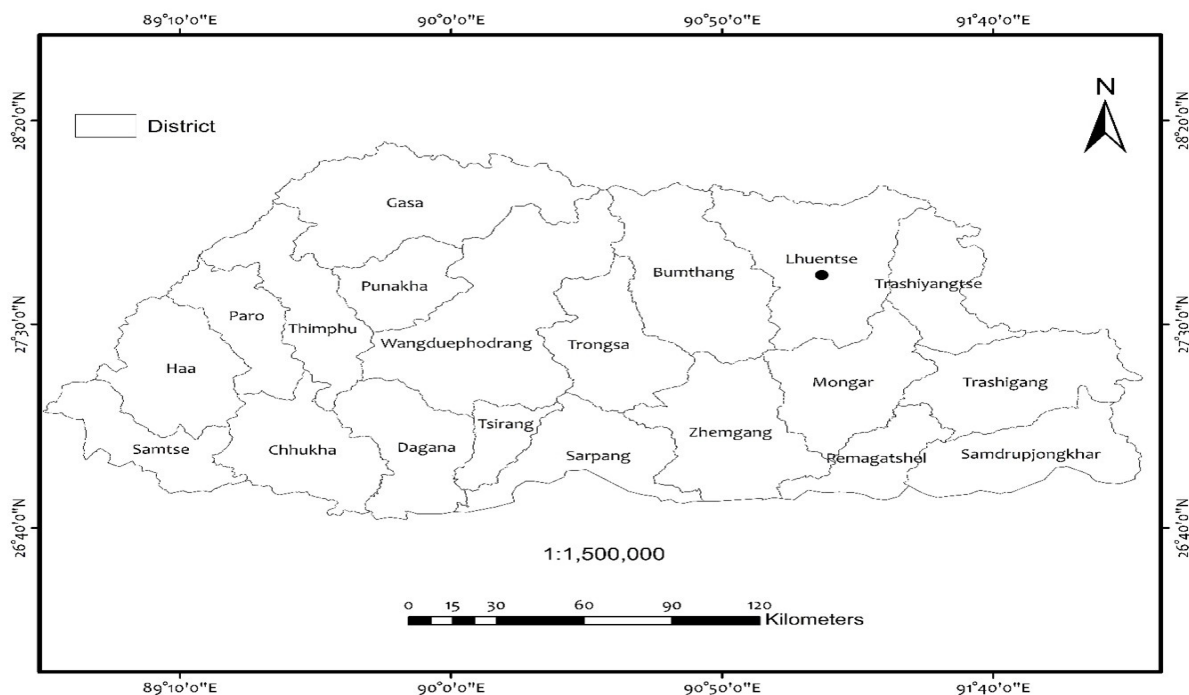 89°10'0"E 90°0'0"E 90°50'0"E 91°40'0"E
N
28°20'0"N 28°20'0"N
District
Gasa
Lhuentse
Bumthang
Trashiyangtse
Punakha
Paro
Thimphu
27°30'0"N 27°30'0"N
Wangduephodrang
Trongsa
Haa
Mongar
Trashigang
Tsirang
Zhemgang
Samtse
Chhukha
Dagana
Sarpang
Pemagatshel
Samdrupjongkhar
26°40'0"N 26°40'0"N
1:1,500,000
0 15 30 60 90 120
Kilometers
89°10'0"E 90°0'0"E 90°50'0"E 91°40'0"E